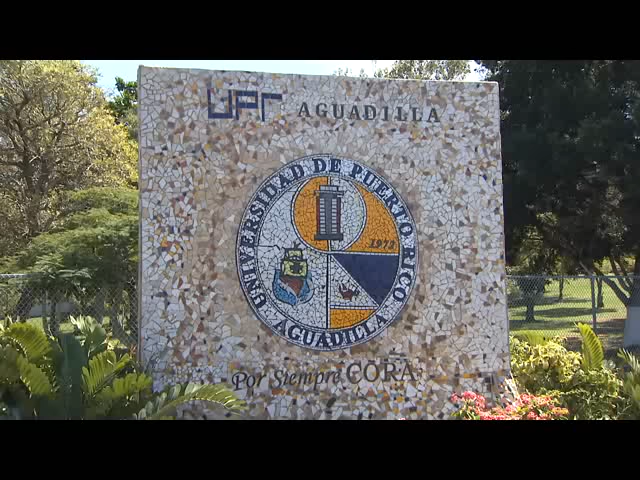 UPR AGUADILLA
UNIVERSIDAD DE PUERTO RICO
1972
AGUADILLA
Por Siempre CORA